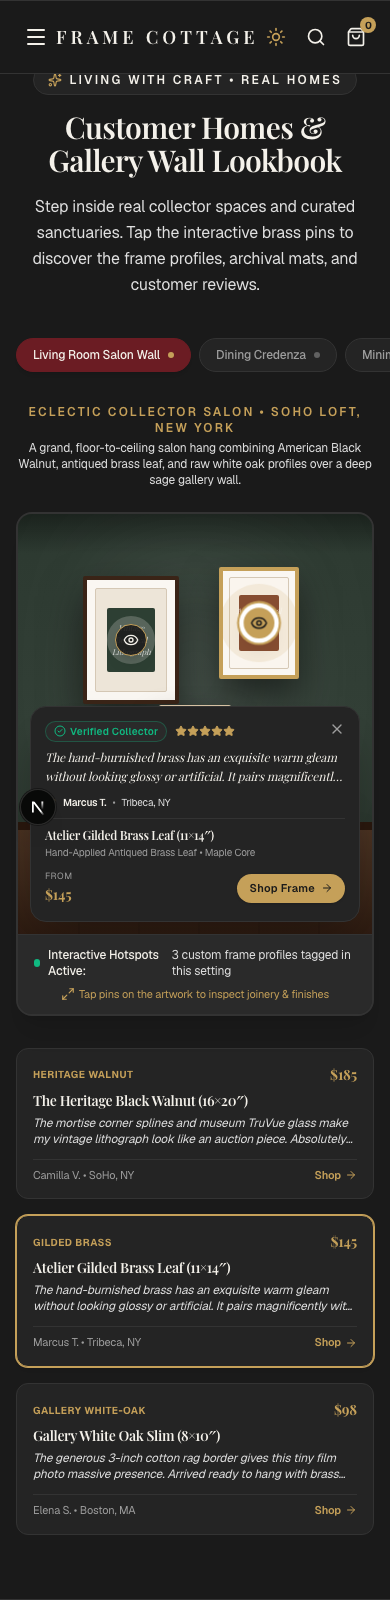 FRAME COTTAGE
0
LIVING WITH CRAFT • REAL HOMES
Customer Homes &
Gallery Wall Lookbook
Step inside real collector spaces and curated
sanctuaries. Tap the interactive brass pins to
discover the frame profiles, archival mats, and
customer reviews.
Living Room Salon Wall
Dining Credenza
ECLECTIC COLLECTOR SALON • SOHO LOFT,
NEW YORK
A grand, floor-to-ceiling salon hang combining American Black
Walnut, antiqued brass leaf, and raw white oak profiles over a deep
sage gallery wall.
Verified Collector
The hand-burnished brass has an exquisite warm gleam
without looking glossy or artificial. It pairs magnificentl...
N
Marcus T. • Tribeca, NY
Atelier Gilded Brass Leaf (11×14″)
Hand-Applied Antiqued Brass Leaf • Maple Core
FROM
$145
Shop Frame
Interactive Hotspots
Active:
3 custom frame profiles tagged in
this setting
Tap pins on the artwork to inspect joinery & finishes
HERITAGE WALNUT
$185
The Heritage Black Walnut (16×20″)
The mortise corner splines and museum TruVue glass make
my vintage lithograph look like an auction piece. Absolutely...
Camilla V. • SoHo, NY
Shop
GILDED BRASS
$145
Atelier Gilded Brass Leaf (11×14″)
The hand-burnished brass has an exquisite warm gleam
without looking glossy or artificial. It pairs magnificently wit...
Marcus T. • Tribeca, NY
Shop
GALLERY WHITE-OAK
$98
Gallery White Oak Slim (8×10″)
The generous 3-inch cotton rag border gives this tiny film
photo massive presence. Arrived ready to hang with brass...
Elena S. • Boston, MA
Shop